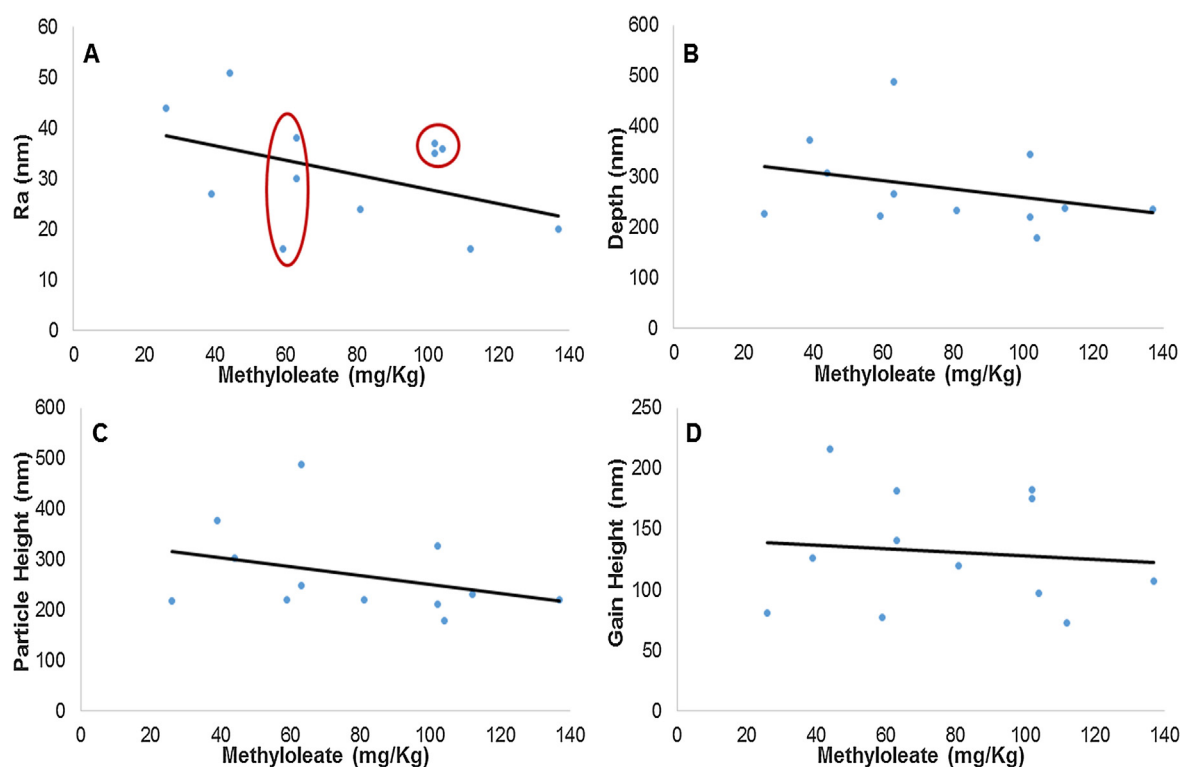 A
Ra (nm)
60
50
40
30
20
10
0
0 20 40 60 80 100 120 140
Methyloleate (mg/Kg)
B
Depth (nm)
600
500
400
300
200
100
0
0 20 40 60 80 100 120 140
Methyloleate (mg/Kg)
C
Particle Height (nm)
600
500
400
300
200
100
0
0 20 40 60 80 100 120 140
Methyloleate (mg/Kg)
D
Gain Height (nm)
250
200
150
100
50
0
0 20 40 60 80 100 120 140
Methyloleate (mg/Kg)